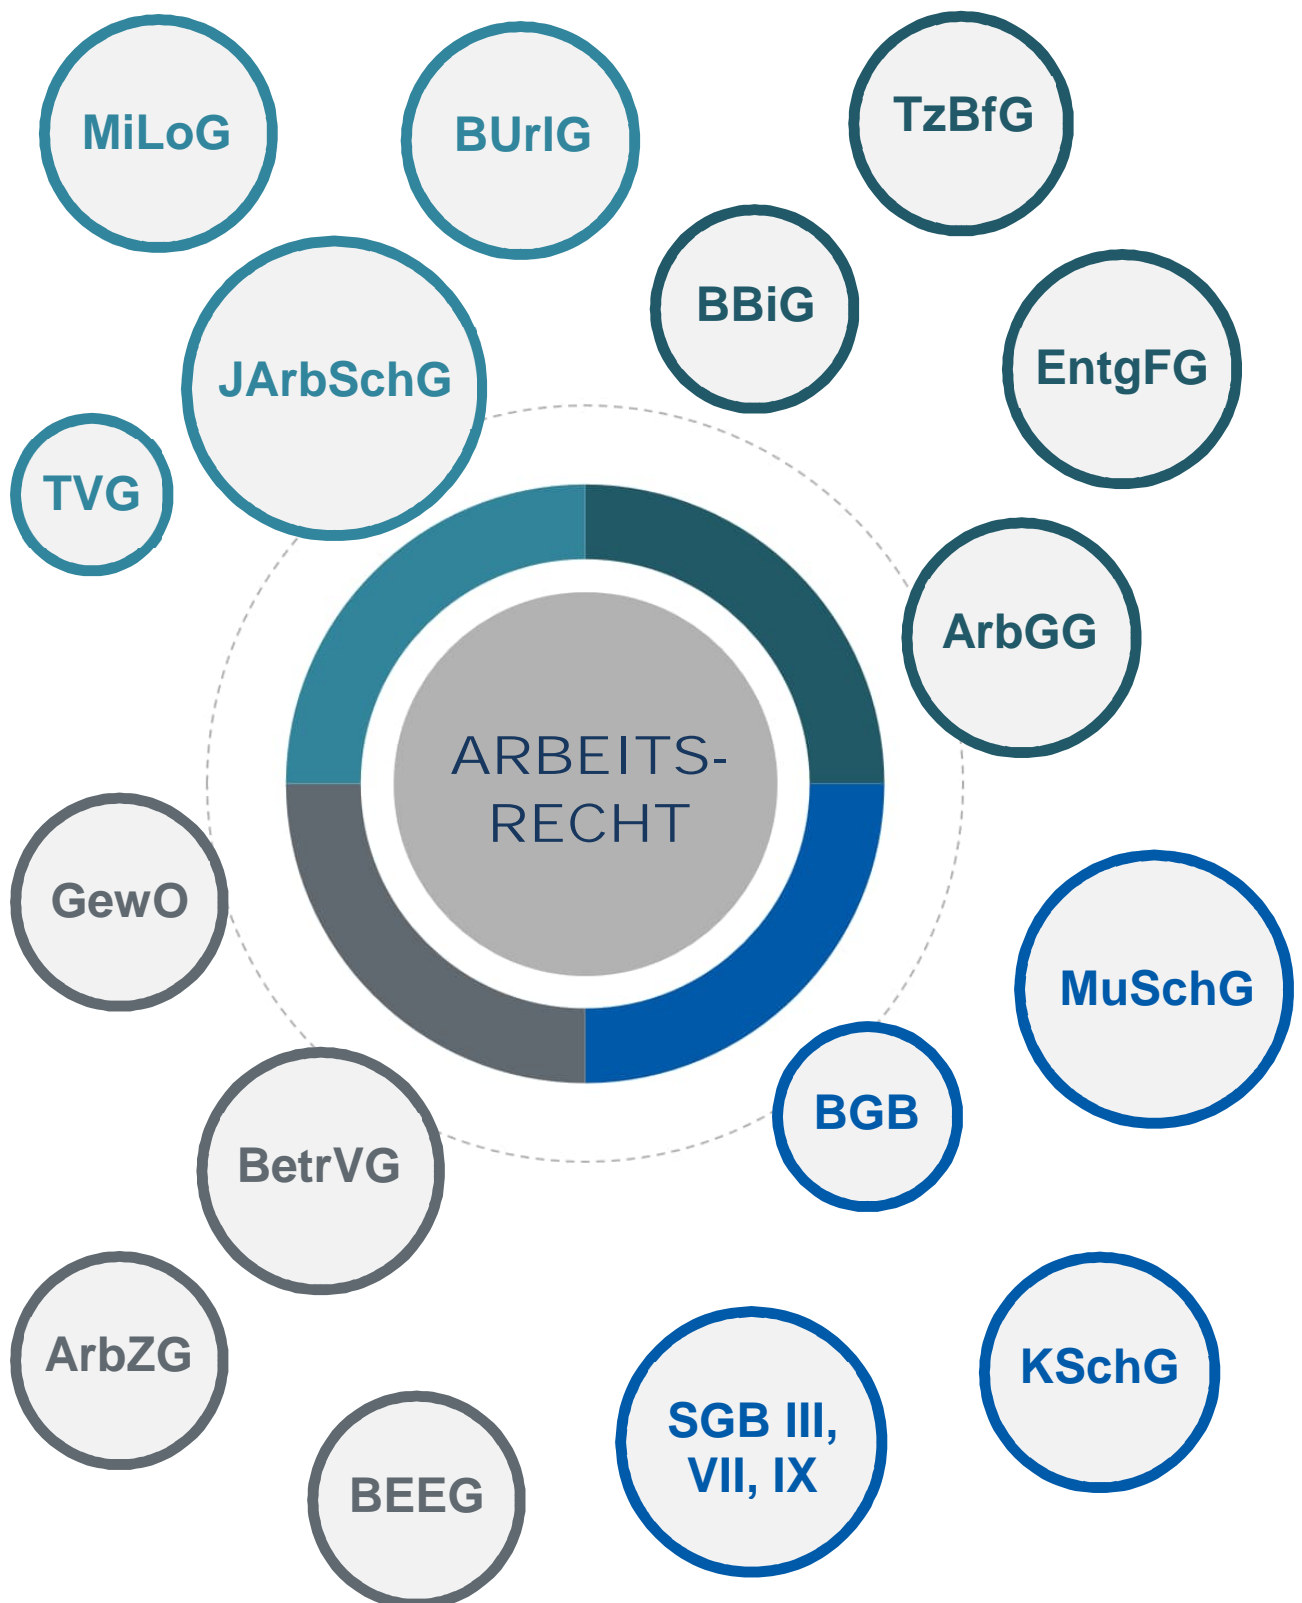 MiLoG
BUrlG
TzBfG
BBiG
EntgFG
JArbSchG
TVG
ArbGG
ARBEITS-
RECHT
GewO
MuSchG
BGB
BetrVG
ArbZG
KSchG
SGB III,
VII, IX
BEEG